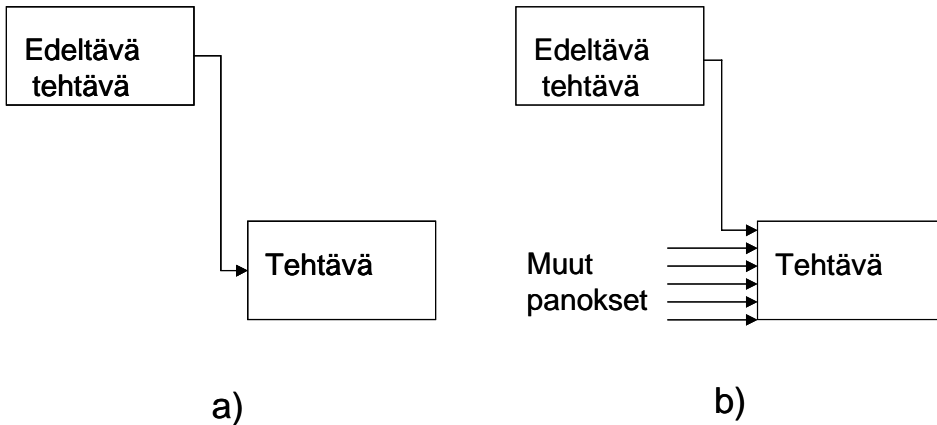 Edeltävä
tehtävä
Tehtävä
a)
Edeltävä
tehtävä
Muut
panokset
Tehtävä
b)